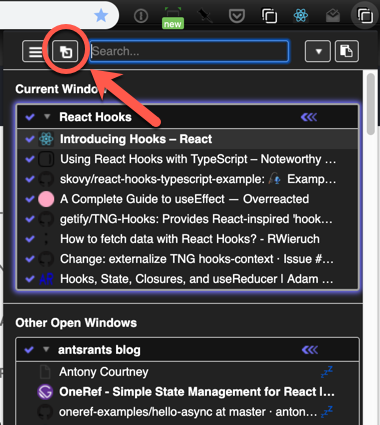 new
Search...
Current Window
React Hooks
Introducing Hooks – React
Using React Hooks with TypeScript – Noteworthy ...
skovy/react-hooks-typescript-example: 🎣 Examp...
A Complete Guide to useEffect — Overreacted
getify/TNG-Hooks: Provides React-inspired 'hook...
How to fetch data with React Hooks? - RWieruch
Change: externalize TNG hooks-context · Issue #...
Hooks, State, Closures, and useReducer | Adam ...
Other Open Windows
antsrants blog
Antony Courtney
OneRef - Simple State Management for React I...
oneref-examples/hello-async at master · anton...